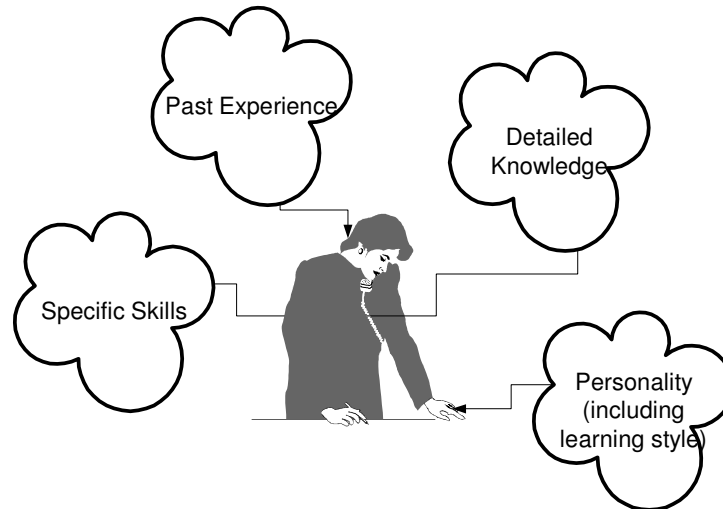 Past Experience
Detailed
Knowledge
Specific Skills
Personality
(including
learning style)